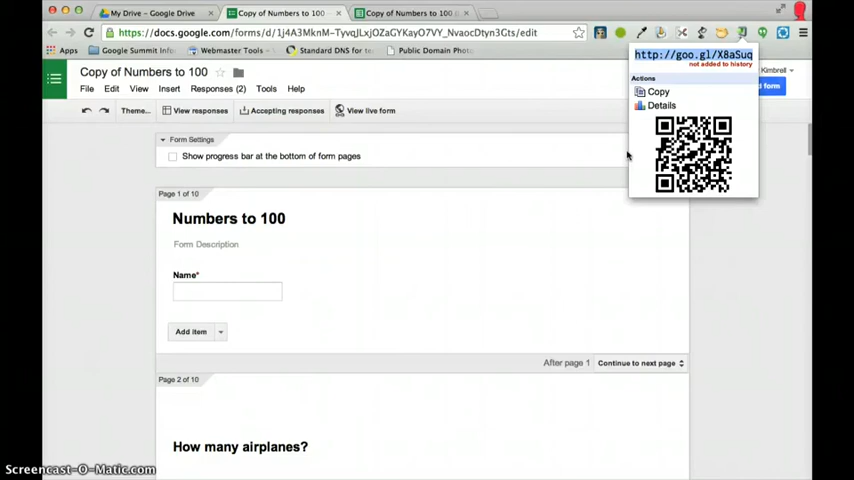 My Drive – Google Drive
Copy of Numbers to 100
Copy of Numbers to 100 (
https://docs.google.com/forms/d/1j4A3MknM-TyvqJLxjOZaGYKayO7VY_NvaocDtyn3Gts/edit
Apps
Google Summit Info
Webmaster Tools
Standard DNS for te
Public Domain Photo
http://goo.gl/X8aSuq
not added to history
Actions
Copy
Details
Copy of Numbers to 100
Kimbrell
d form
File Edit View Insert Responses (2) Tools Help
Theme...
View responses
Accepting responses
View live form
Form Settings
Show progress bar at the bottom of form pages
Page 1 of 10
Numbers to 100
Form Description
Name*
Add item
After page 1 Continue to next page
Page 2 of 10
How many airplanes?
Screencast-O-Matic.com